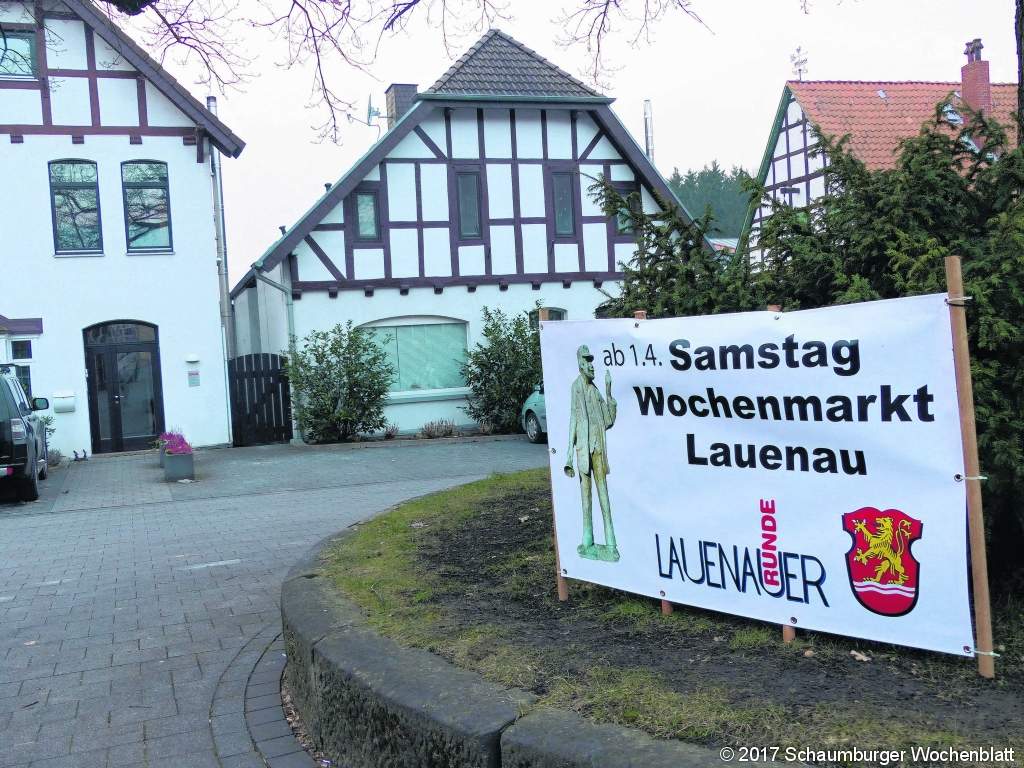 ab 1.4. Samstag
Wochenmarkt
Lauenau
LAUENAUER
RUNDE
© 2017 Schaumburger Wochenblatt